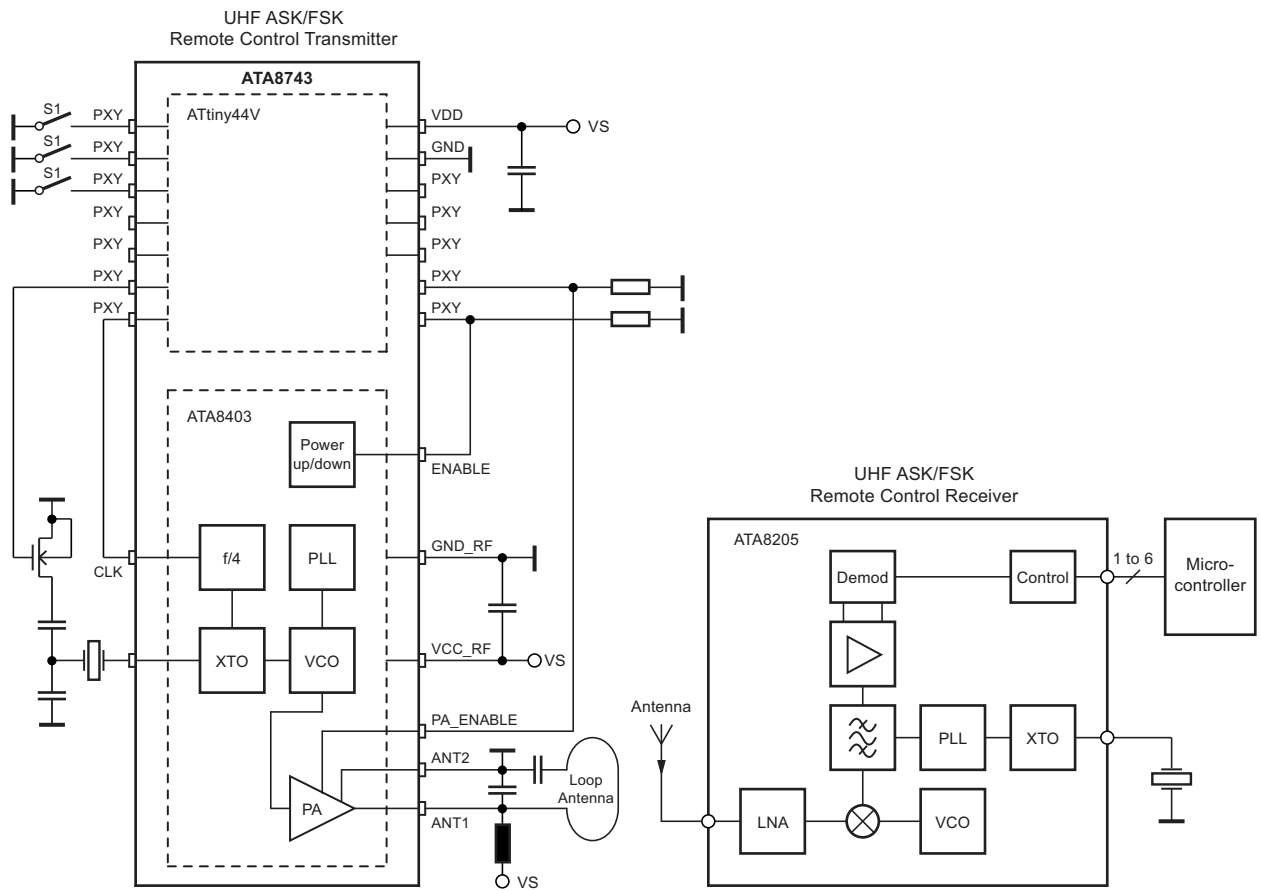 UHF ASK/FSK
Remote Control Transmitter
ATA8743
ATtiny44V
S1
PXY
S1
PXY
S1
PXY
PXY
PXY
PXY
PXY
VDD
VS
GND
PXY
PXY
PXY
PXY
PXY
ATA8403
Power
up/down
ENABLE
f/4
PLL
GND_RF
CLK
XTO
VCO
VCC_RF
VS
PA_ENABLE
ANT2
Loop
Antenna
PA
ANT1
VS
UHF ASK/FSK
Remote Control Receiver
ATA8205
Demod
Control
1 to 6
Micro-
controller
Antenna
PLL
XTO
LNA
VCO